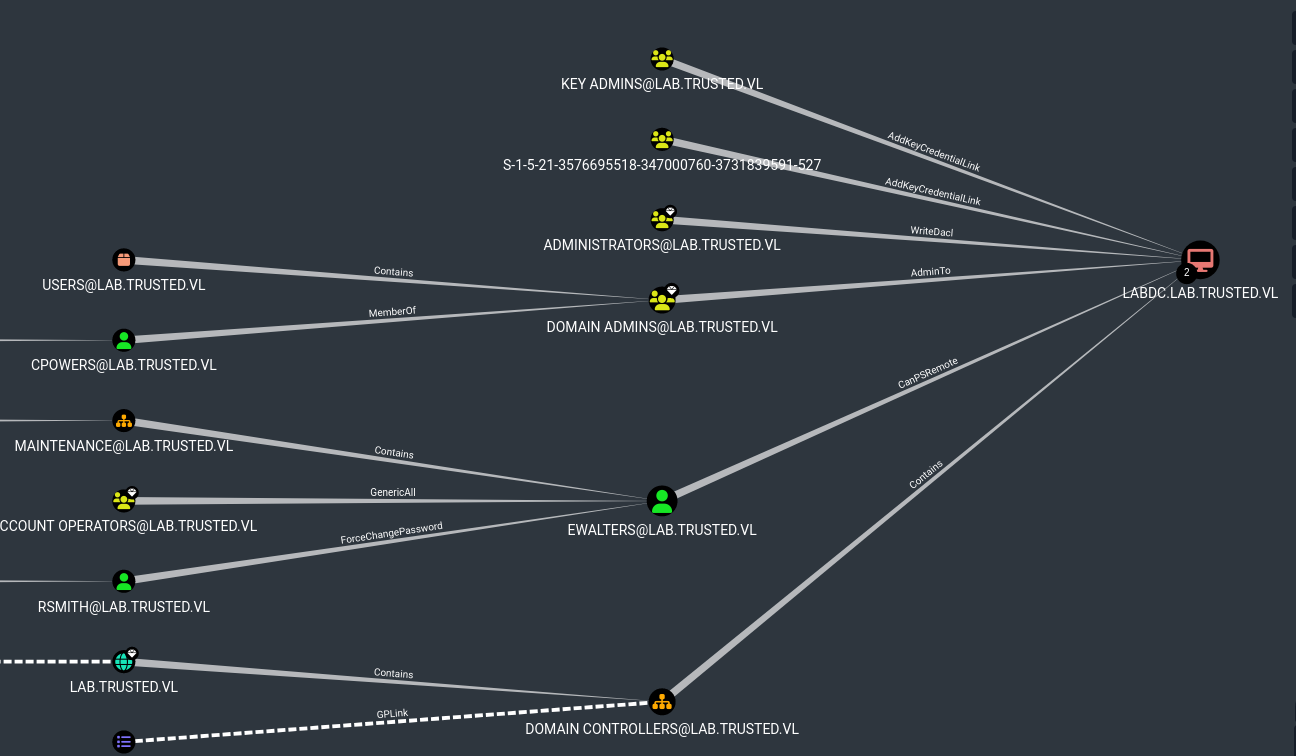 KEY ADMINS@LAB.TRUSTED.VL
AddKeyCredentialLink
S-1-5-21-3576695518-347000760-3731839591-527
AddKeyCredentialLink
ADMINISTRATORS@LAB.TRUSTED.VL
WriteDacl
USERS@LAB.TRUSTED.VL
Contains
AdminTo
2
LABDC.LAB.TRUSTED.VL
MemberOf
DOMAIN ADMINS@LAB.TRUSTED.VL
CPOWERS@LAB.TRUSTED.VL
CanPSRemote
MAINTENANCE@LAB.TRUSTED.VL
Contains
Contains
GenericAll
CCOUNT OPERATORS@LAB.TRUSTED.VL
EWALTERS@LAB.TRUSTED.VL
ForceChangePassword
RSMITH@LAB.TRUSTED.VL
Contains
LAB.TRUSTED.VL
GPLink
DOMAIN CONTROLLERS@LAB.TRUSTED.VL